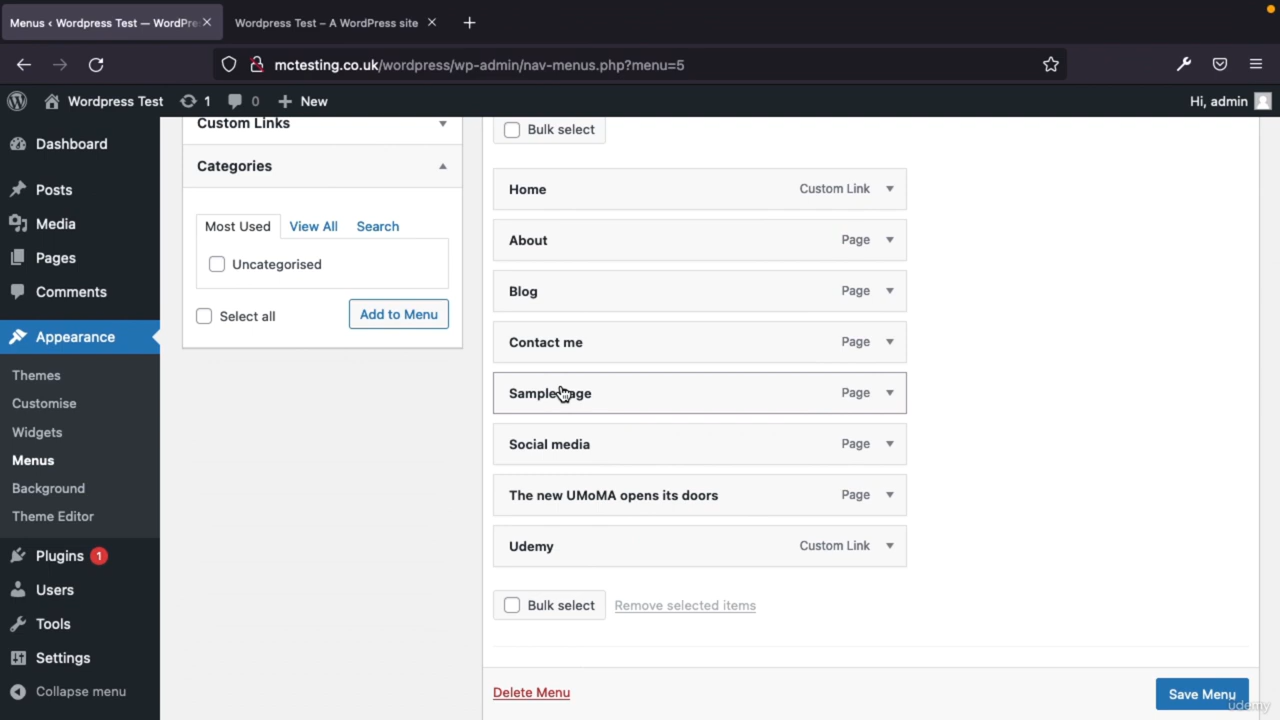 Menus ‹ Wordpress Test — WordPre
Wordpress Test – A WordPress site
mctesting.co.uk/wordpress/wp-admin/nav-menus.php?menu=5
Wordpress Test
1
0
New
Hi, admin
Dashboard
Posts
Media
Pages
Comments
Appearance
Themes
Customise
Widgets
Menus
Background
Theme Editor
Plugins 1
Users
Tools
Settings
Collapse menu
Custom Links
Categories
Most Used View All Search
Uncategorised
Select all Add to Menu
Bulk select
Home Custom Link
About Page
Blog Page
Contact me Page
Sample age Page
Social media Page
The new UMoMA opens its doors Page
Udemy Custom Link
Bulk select Remove selected items
Delete Menu Save Menu
udemy